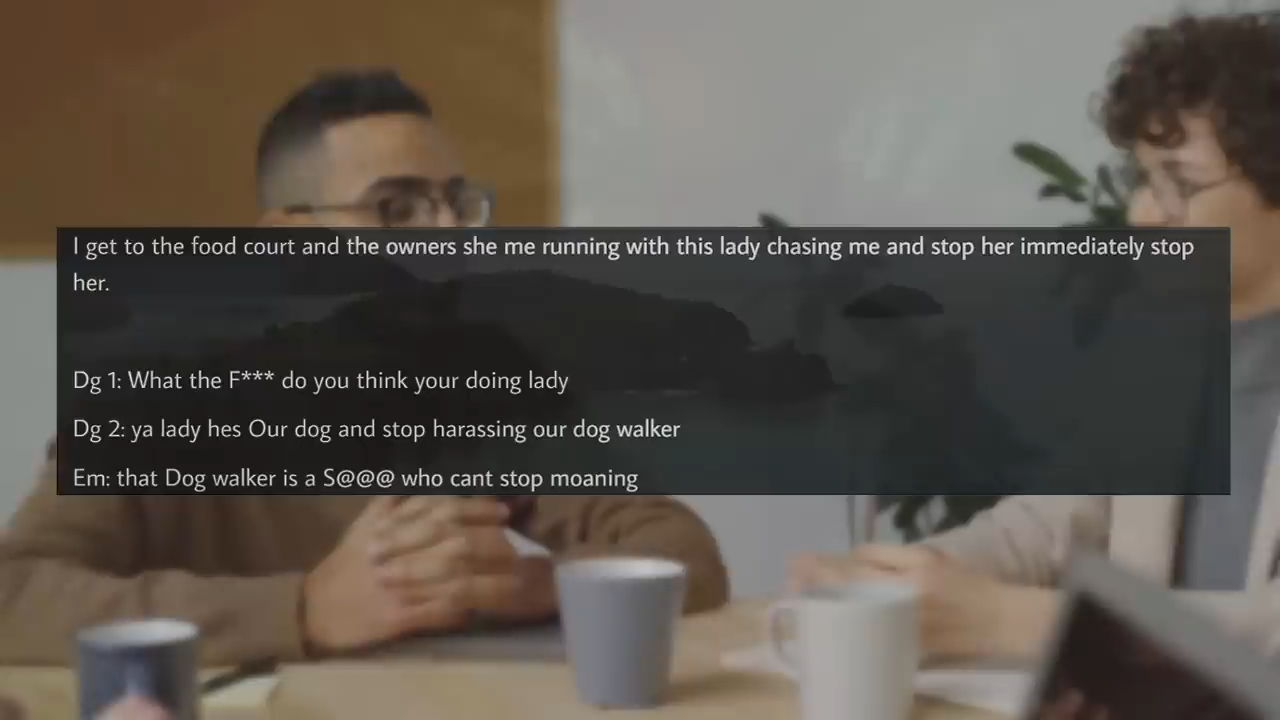 I get to the food court and the owners she me running with this lady chasing me and stop her immediately stop
her.
Dg 1: What the F*** do you think your doing lady
Dg 2: ya lady hes Our dog and stop harassing our dog walker
Em: that Dog walker is a S@@@ who cant stop moaning